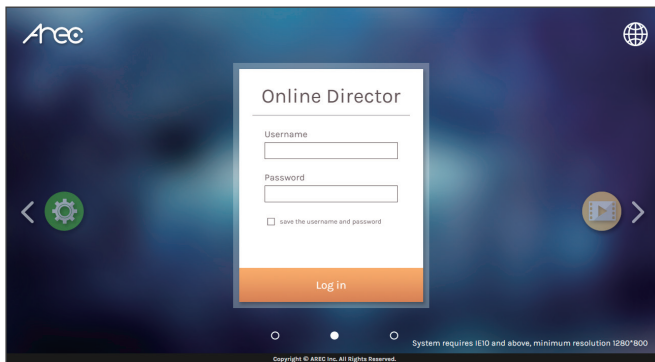 Arec
Online Director
Username
Password
save the username and password
Log in
System requires IE10 and above, minimum resolution 1280*800
Copyright © AREC Inc. All Rights Reserved.